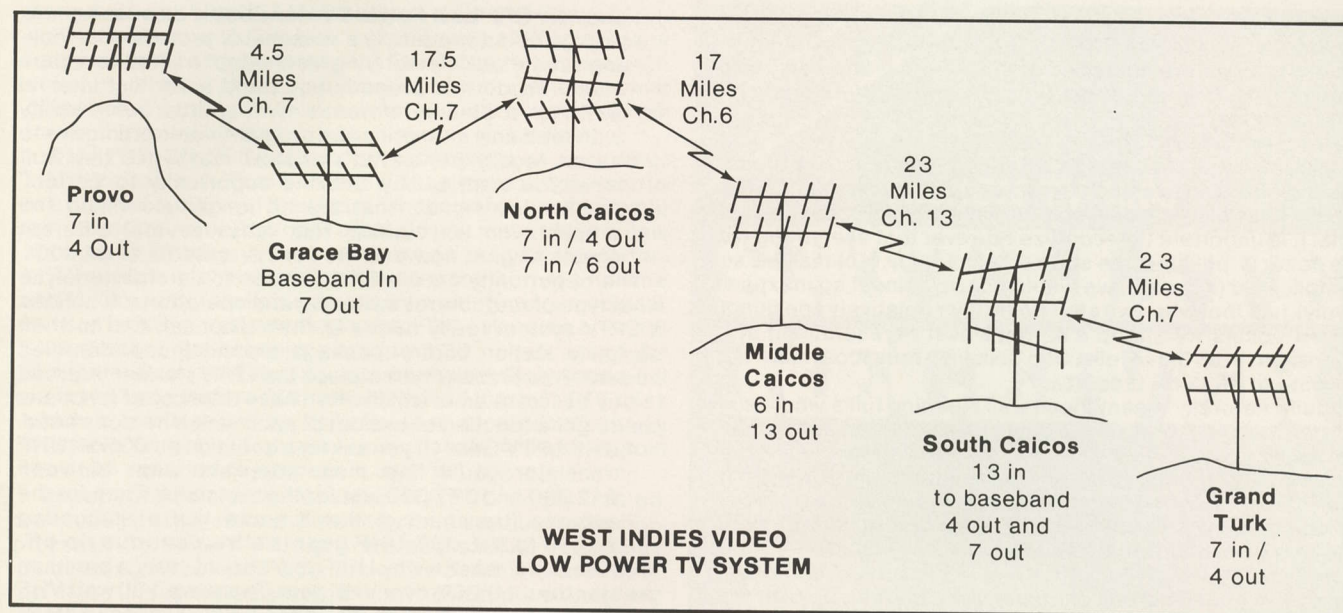 4.5
Miles
Ch. 7
17.5
Miles
CH.7
17
Miles
Ch.6
23
Miles
Ch. 13
23
Miles
Ch.7
Provo
7 in
4 Out
Grace Bay
Baseband In
7 Out
North Caicos
7 in / 4 Out
7 in / 6 out
Middle
Caicos
6 in
13 out
South Caicos
13 in
to baseband
4 out and
7 out
Grand
Turk
7 in /
4 out
WEST INDIES VIDEO
LOW POWER TV SYSTEM